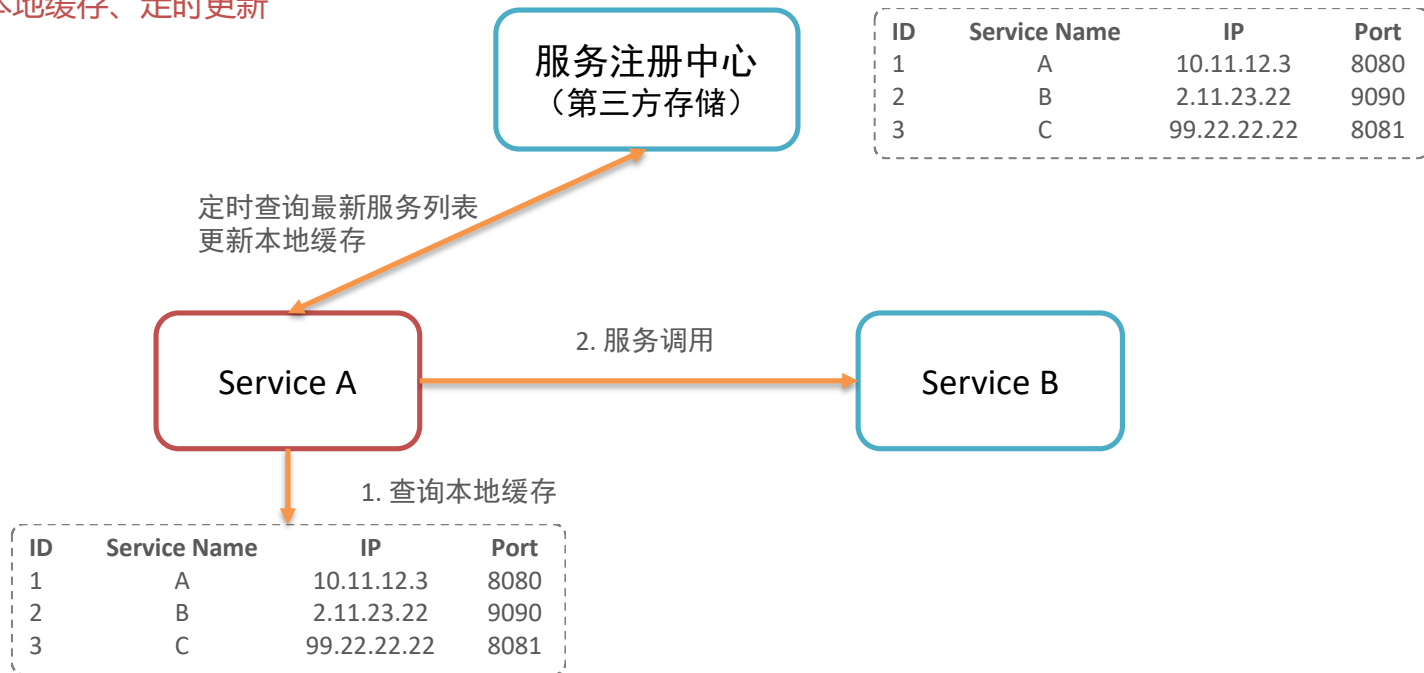 本地缓存、定时更新
服务注册中心
（第三方存储）
ID Service Name IP Port
1 A 10.11.12.3 8080
2 B 2.11.23.22 9090
3 C 99.22.22.22 8081
定时查询最新服务列表
更新本地缓存
Service A
2. 服务调用
Service B
1. 查询本地缓存
ID Service Name IP Port
1 A 10.11.12.3 8080
2 B 2.11.23.22 9090
3 C 99.22.22.22 8081